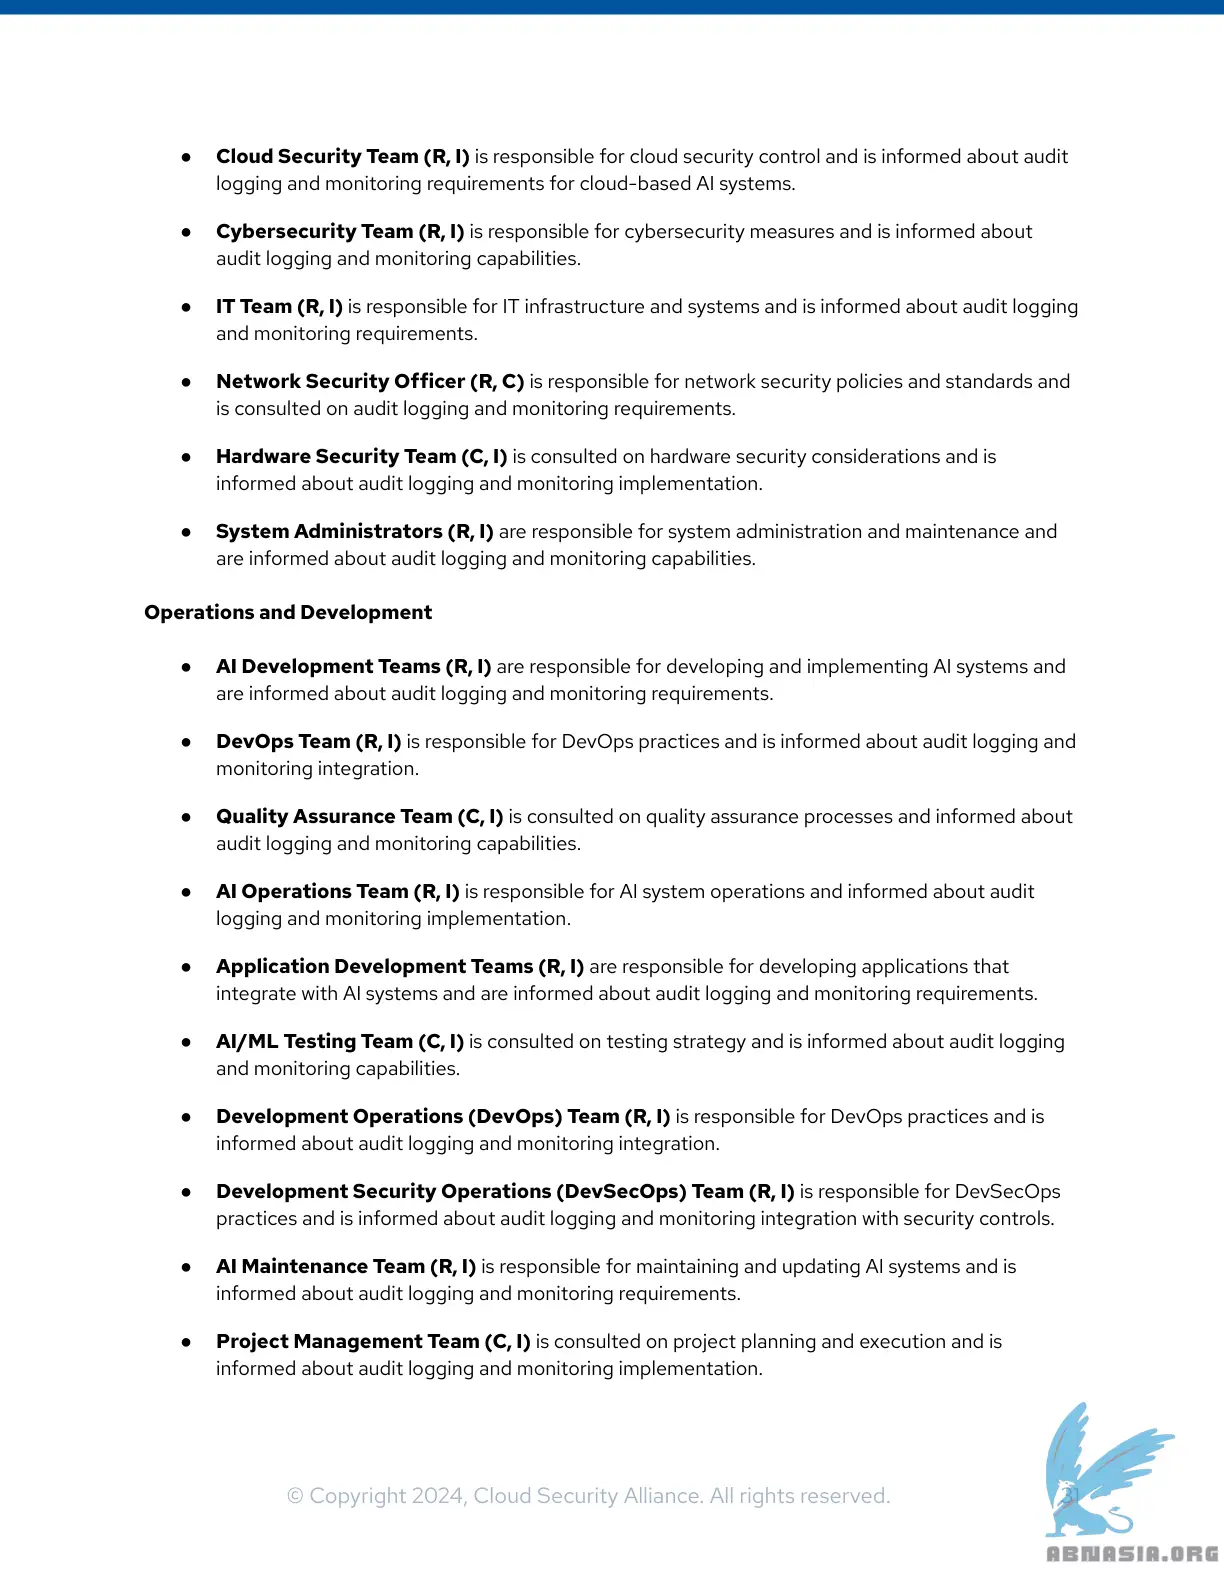 ● Cloud Security Team (R, I) is responsible for cloud security control and is informed about audit
logging and monitoring requirements for cloud-based AI systems.
● Cybersecurity Team (R, I) is responsible for cybersecurity measures and is informed about
audit logging and monitoring capabilities.
● IT Team (R, I) is responsible for IT infrastructure and systems and is informed about audit logging
and monitoring requirements.
● Network Security Officer (R, C) is responsible for network security policies and standards and
is consulted on audit logging and monitoring requirements.
● Hardware Security Team (C, I) is consulted on hardware security considerations and is
informed about audit logging and monitoring implementation.
● System Administrators (R, I) are responsible for system administration and maintenance and
are informed about audit logging and monitoring capabilities.
Operations and Development
● AI Development Teams (R, I) are responsible for developing and implementing AI systems and
are informed about audit logging and monitoring requirements.
● DevOps Team (R, I) is responsible for DevOps practices and is informed about audit logging and
monitoring integration.
● Quality Assurance Team (C, I) is consulted on quality assurance processes and informed about
audit logging and monitoring capabilities.
● AI Operations Team (R, I) is responsible for AI system operations and informed about audit
logging and monitoring implementation.
● Application Development Teams (R, I) are responsible for developing applications that
integrate with AI systems and are informed about audit logging and monitoring requirements.
● AI/ML Testing Team (C, I) is consulted on testing strategy and is informed about audit logging
and monitoring capabilities.
● Development Operations (DevOps) Team (R, I) is responsible for DevOps practices and is
informed about audit logging and monitoring integration.
● Development Security Operations (DevSecOps) Team (R, I) is responsible for DevSecOps
practices and is informed about audit logging and monitoring integration with security controls.
● AI Maintenance Team (R, I) is responsible for maintaining and updating AI systems and is
informed about audit logging and monitoring requirements.
● Project Management Team (C, I) is consulted on project planning and execution and is
informed about audit logging and monitoring implementation.
© Copyright 2024, Cloud Security Alliance. All rights reserved.
31
ABNASIA.ORG